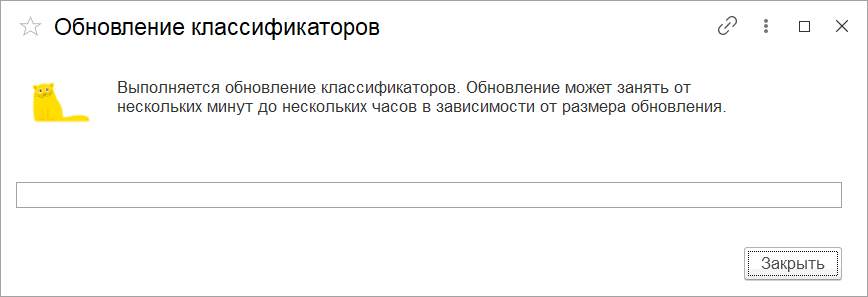 Обновление классификаторов
Выполняется обновление классификаторов. Обновление может занять от
нескольких минут до нескольких часов в зависимости от размера обновления.
Закрыть